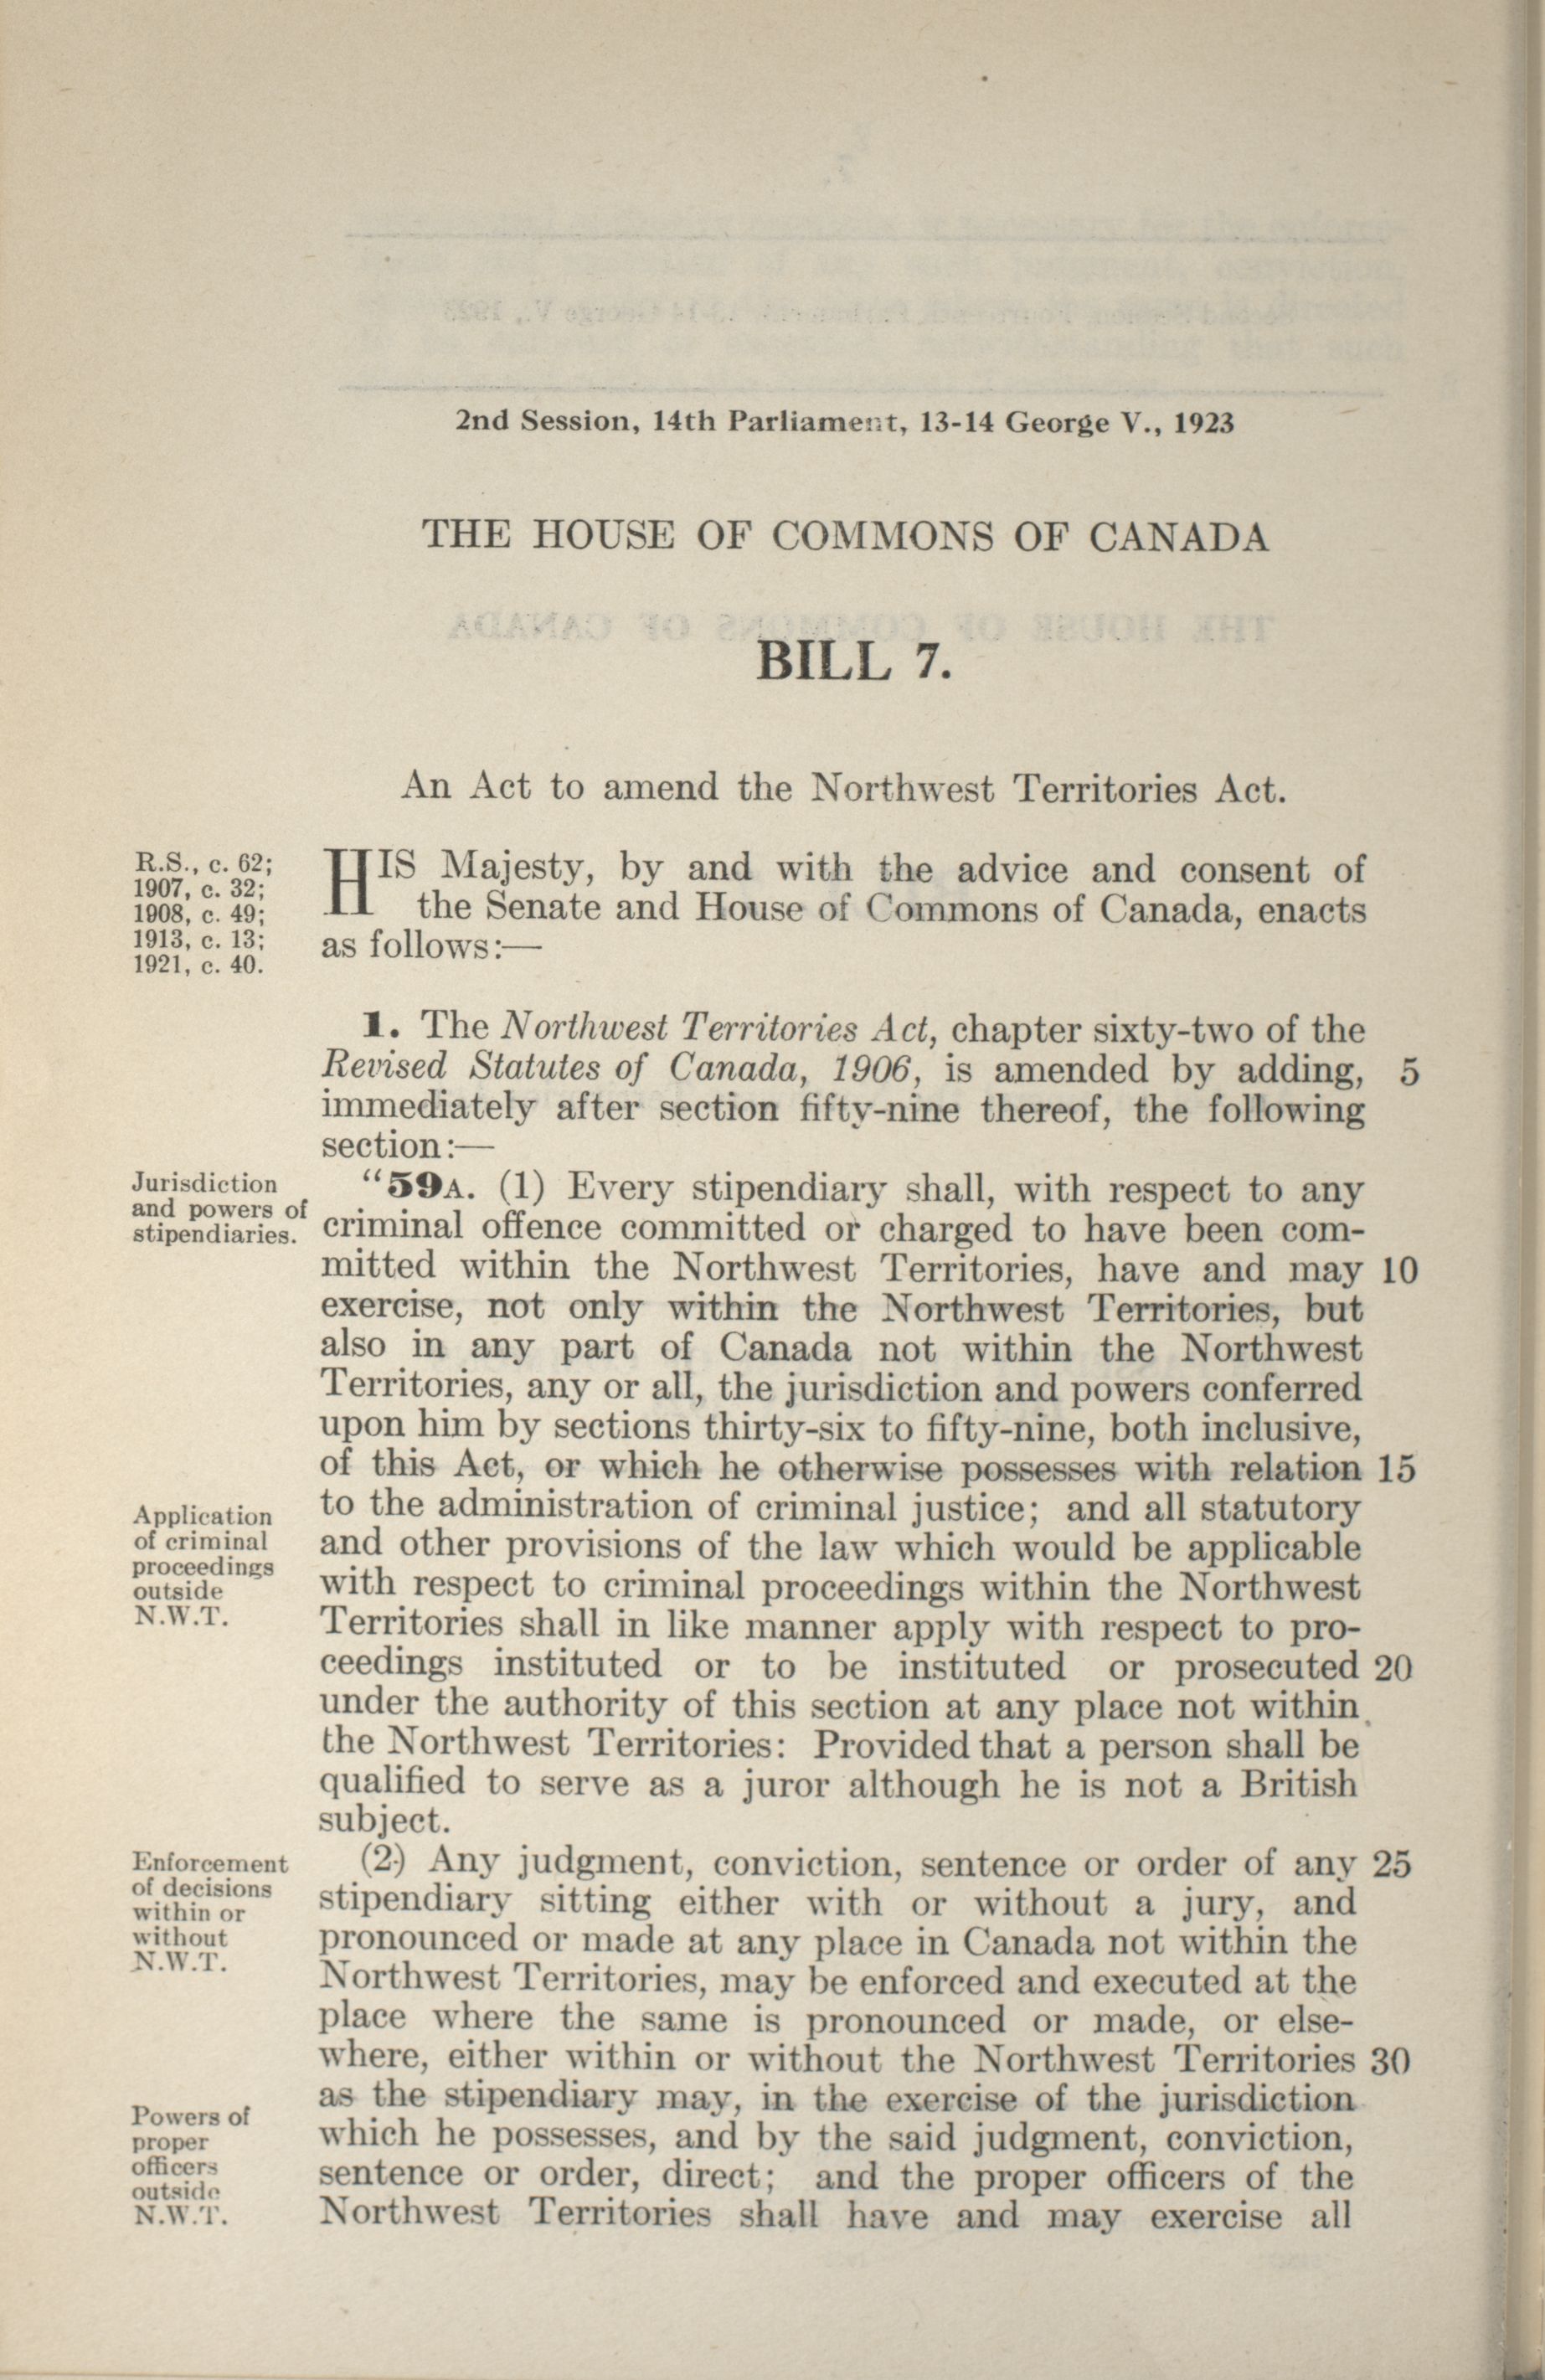 2nd Session, 14th Parliament, 13-14 George V., 1923
THE HOUSE OF COMMONS OF CANADA
BILL 7.
An Act to amend the Northwest Territories Act.
R.S., c. 62;
1907, c. 32;
1908, c. 49;
1913, c. 13;
1921, c. 40.
HIS Majesty, by and with the advice and consent of
the Senate and House of Commons of Canada, enacts
as follows:—
1. The Northwest Territories Act, chapter sixty-two of the
Revised Statutes of Canada, 1906, is amended by adding, 5
immediately after section fifty-nine thereof, the following
section:—
Jurisdiction
and powers of
stipendiaries.
"59A. (1) Every stipendiary shall, with respect to any
criminal offence committed or charged to have been com-
mitted within the Northwest Territories, have and may 10
exercise, not only within the Northwest Territories, but
also in any part of Canada not within the Northwest
Territories, any or all, the jurisdiction and powers conferred
upon him by sections thirty-six to fifty-nine, both inclusive,
of this Act, or which he otherwise possesses with relation 15
Application
of criminal
proceedings
outside
N.W.T.
to the administration of criminal justice; and all statutory
and other provisions of the law which would be applicable
with respect to criminal proceedings within the Northwest
Territories shall in like manner apply with respect to pro-
ceedings instituted or to be instituted or prosecuted 20
under the authority of this section at any place not within
the Northwest Territories: Provided that a person shall be
qualified to serve as a juror although he is not a British
subject.
Enforcement
of decisions
within or
without
N.W.T.
(2) Any judgment, conviction, sentence or order of any 25
stipendiary sitting either with or without a jury, and
pronounced or made at any place in Canada not within the
Northwest Territories, may be enforced and executed at the
place where the same is pronounced or made, or else-
where, either within or without the Northwest Territories 30
as the stipendiary may, in the exercise of the jurisdiction
Powers of
proper
officers
outside
N.W.T.
which he possesses, and by the said judgment, conviction,
sentence or order, direct; and the proper officers of the
Northwest Territories shall have and may exercise all